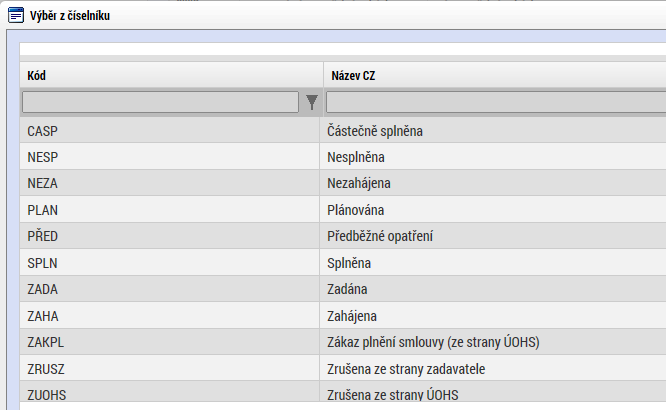 Výběr z číselníku
Kód Název CZ
CASP Částečně splněna
NESP Nesplněna
NEZA Nezahájena
PLAN Plánována
PŘED Předběžné opatření
SPLN Splněna
ZADA Zadána
ZAHA Zahájena
ZAKPL Zákaz plnění smlouvy (ze strany ÚOHS)
ZRUSZ Zrušena ze strany zadavatele
ZUOHS Zrušena ze strany ÚOHS